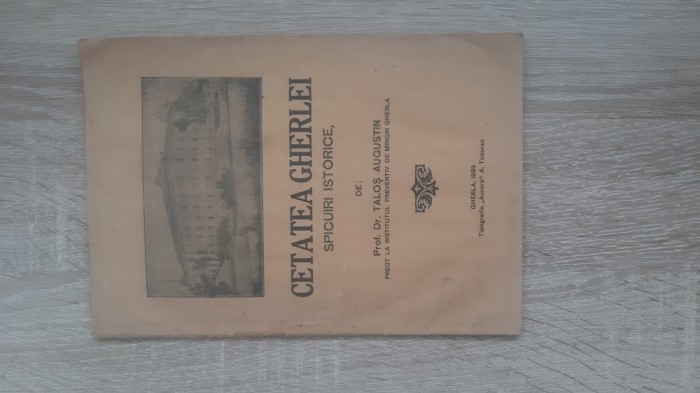 CETATEA GHERLEI
SPICUIRI ISTORICE,
DE:
Prof. Dr. TALOȘ AUGUSTIN
PREOT LA INSTITUTUL PREVENTIV DE MINORI GHERLA
GHERLA, 1933
Tipografia „Aurora” A. Todoran